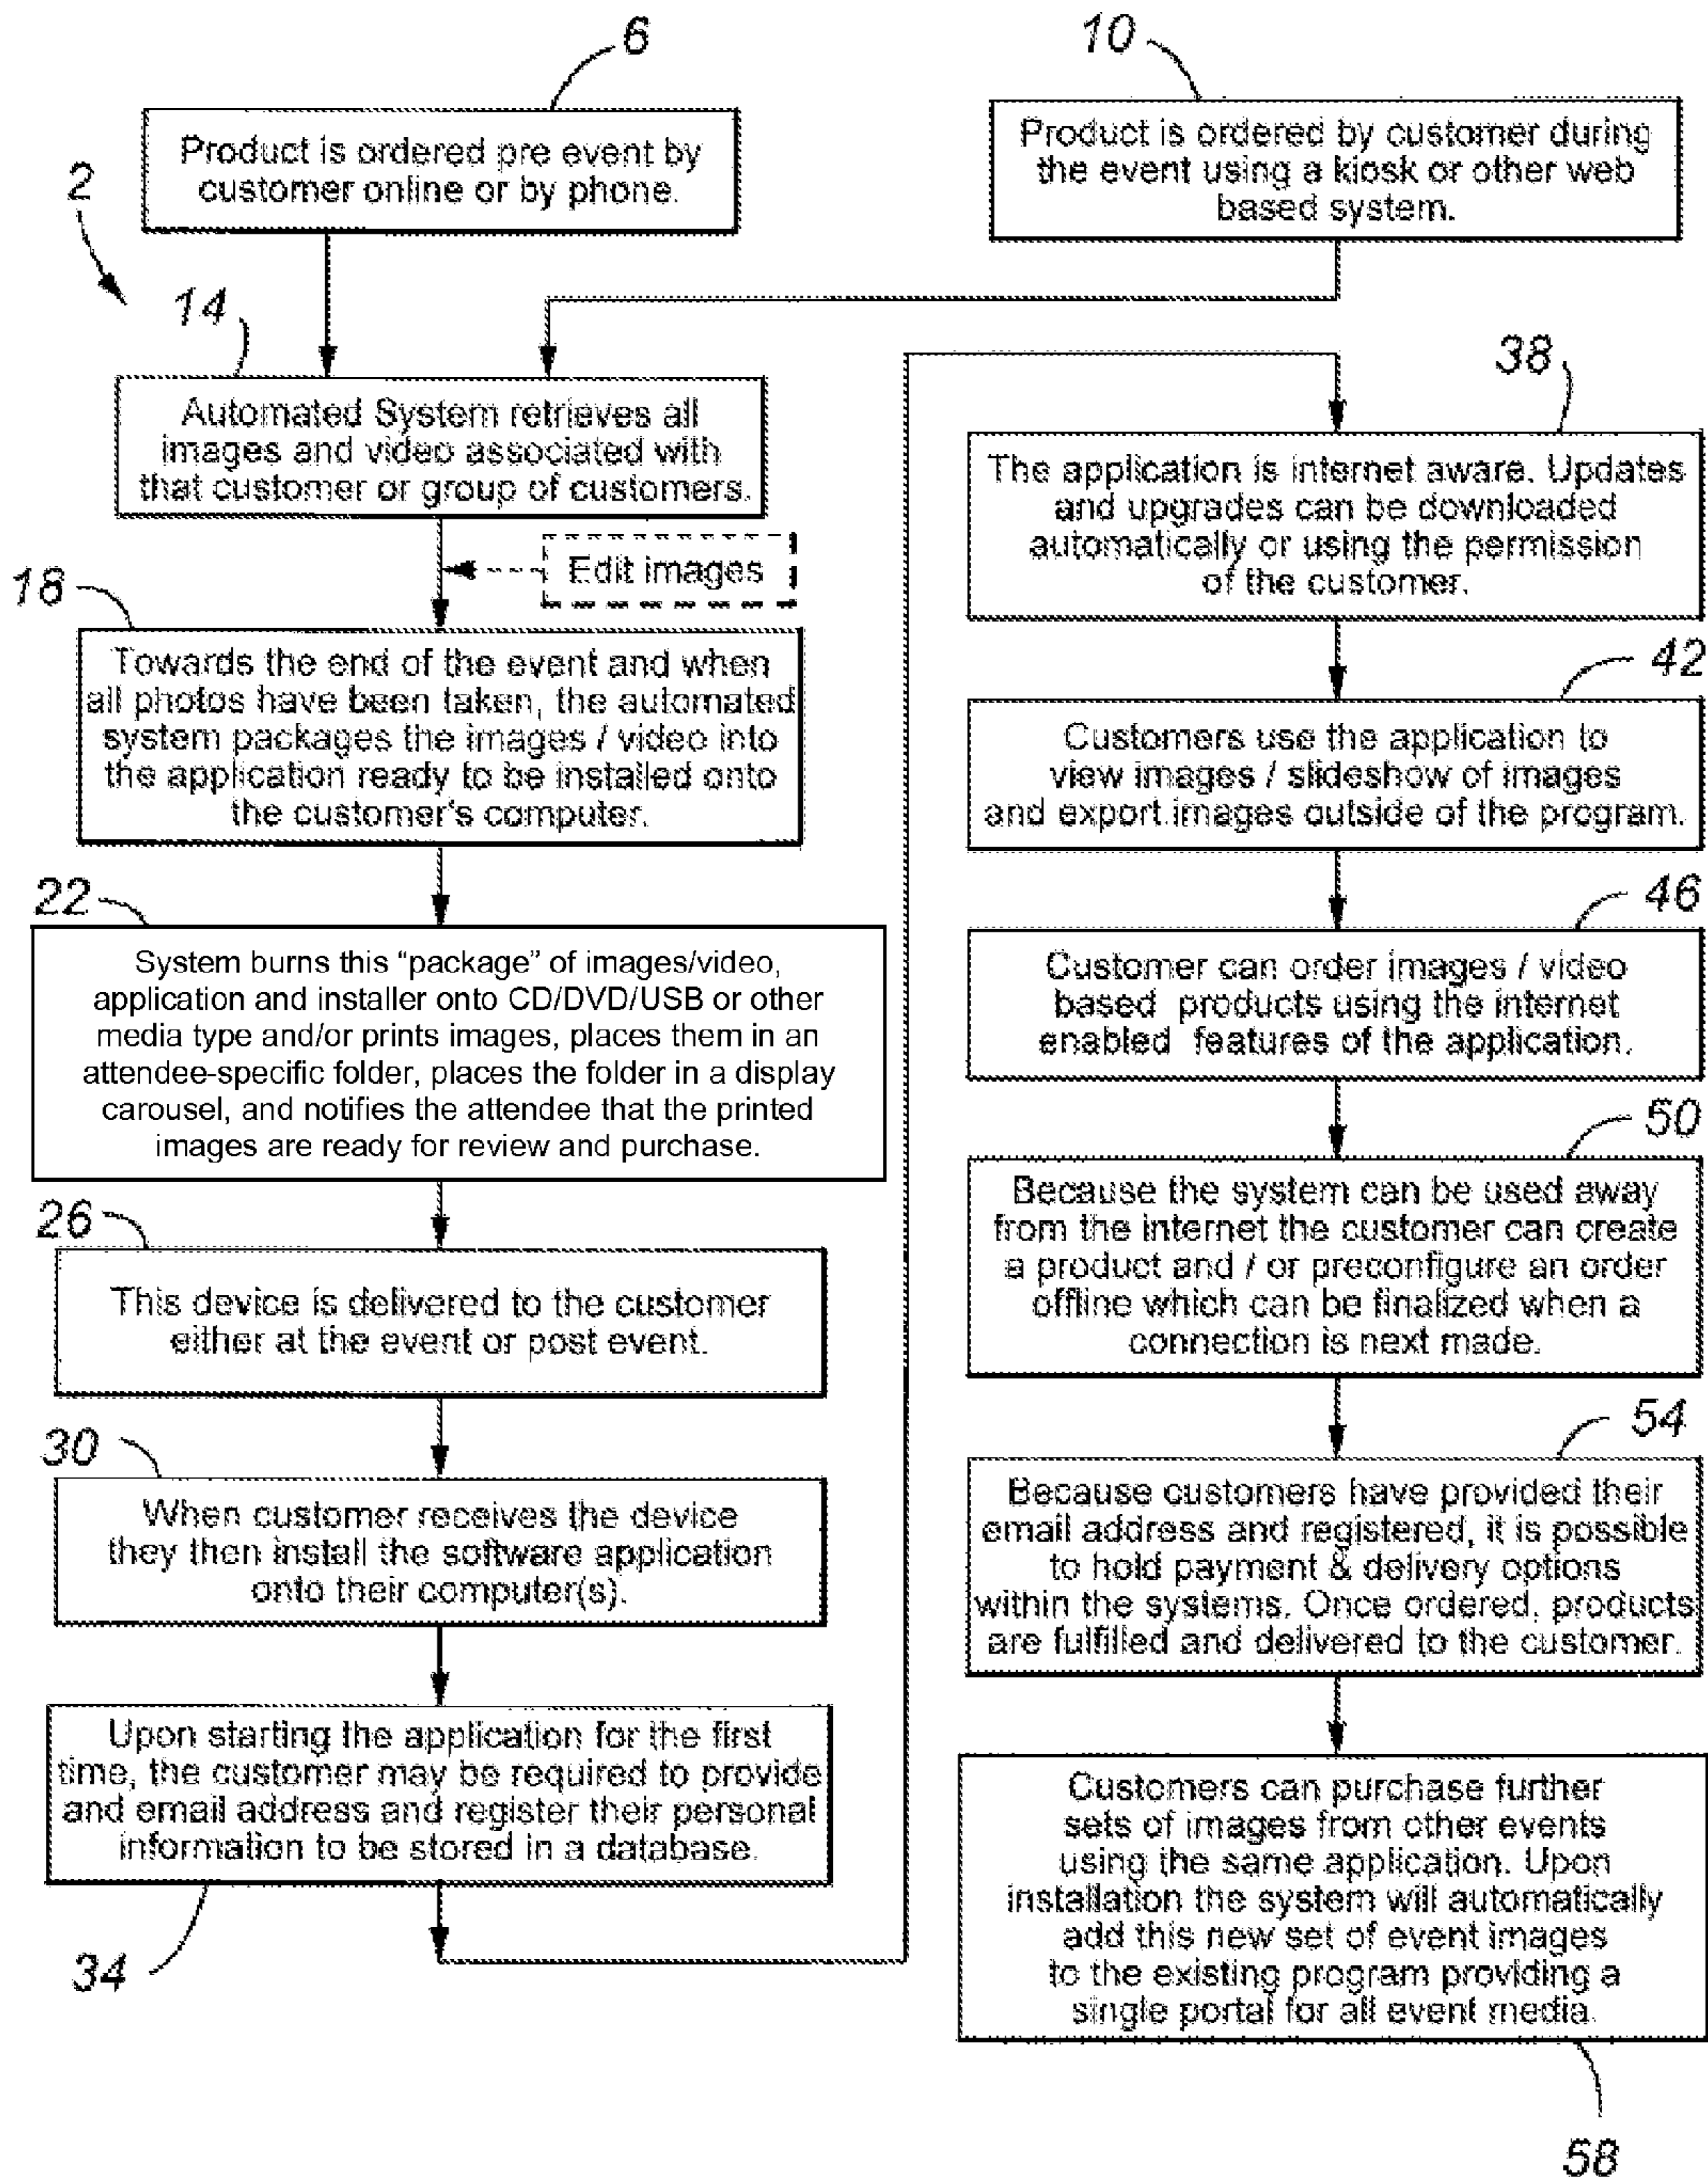 6
Product is ordered pre event by
customer online or by phone.
10
Product is ordered by customer during
the event using a kiosk or other web
based system.
2
14
Automated System retrieves all
images and video associated with
that customer or group of customers.
Edit images
18
Towards the end of the event and when
all photos have been taken, the automated
system packages the images / video into
the application ready to be installed onto
the customer's computer.
22
System burns this “package” of images/video,
application and installer onto CD/DVD/USB or other
media type and/or prints images, places them in an
attendee-specific folder, places the folder in a display
carousel, and notifies the attendee that the printed
images are ready for review and purchase.
26
This device is delivered to the customer
either at the event or post event.
30
When customer receives the device
they then install the software application
onto their computer(s).
Upon starting the application for the first
time, the customer may be required to provide
and email address and register their personal
information to be stored in a database.
34
38
The application is internet aware. Updates
and upgrades can be downloaded
automatically or using the permission
of the customer.
42
Customers use the application to
view images / slideshow of images
and export images outside of the program.
46
Customer can order images / video
based products using the internet
enabled features of the application.
50
Because the system can be used away
from the internet the customer can create
a product and / or preconfigure an order
offline which can be finalized when a
connection is next made.
54
Because customers have provided their
email address and registered, it is possible
to hold payment & delivery options
within the systems. Once ordered, products
are fulfilled and delivered to the customer.
Customers can purchase further
sets of images from other events
using the same application. Upon
installation the system will automatically
add this new set of event images
to the existing program providing a
single portal for all event media.
58